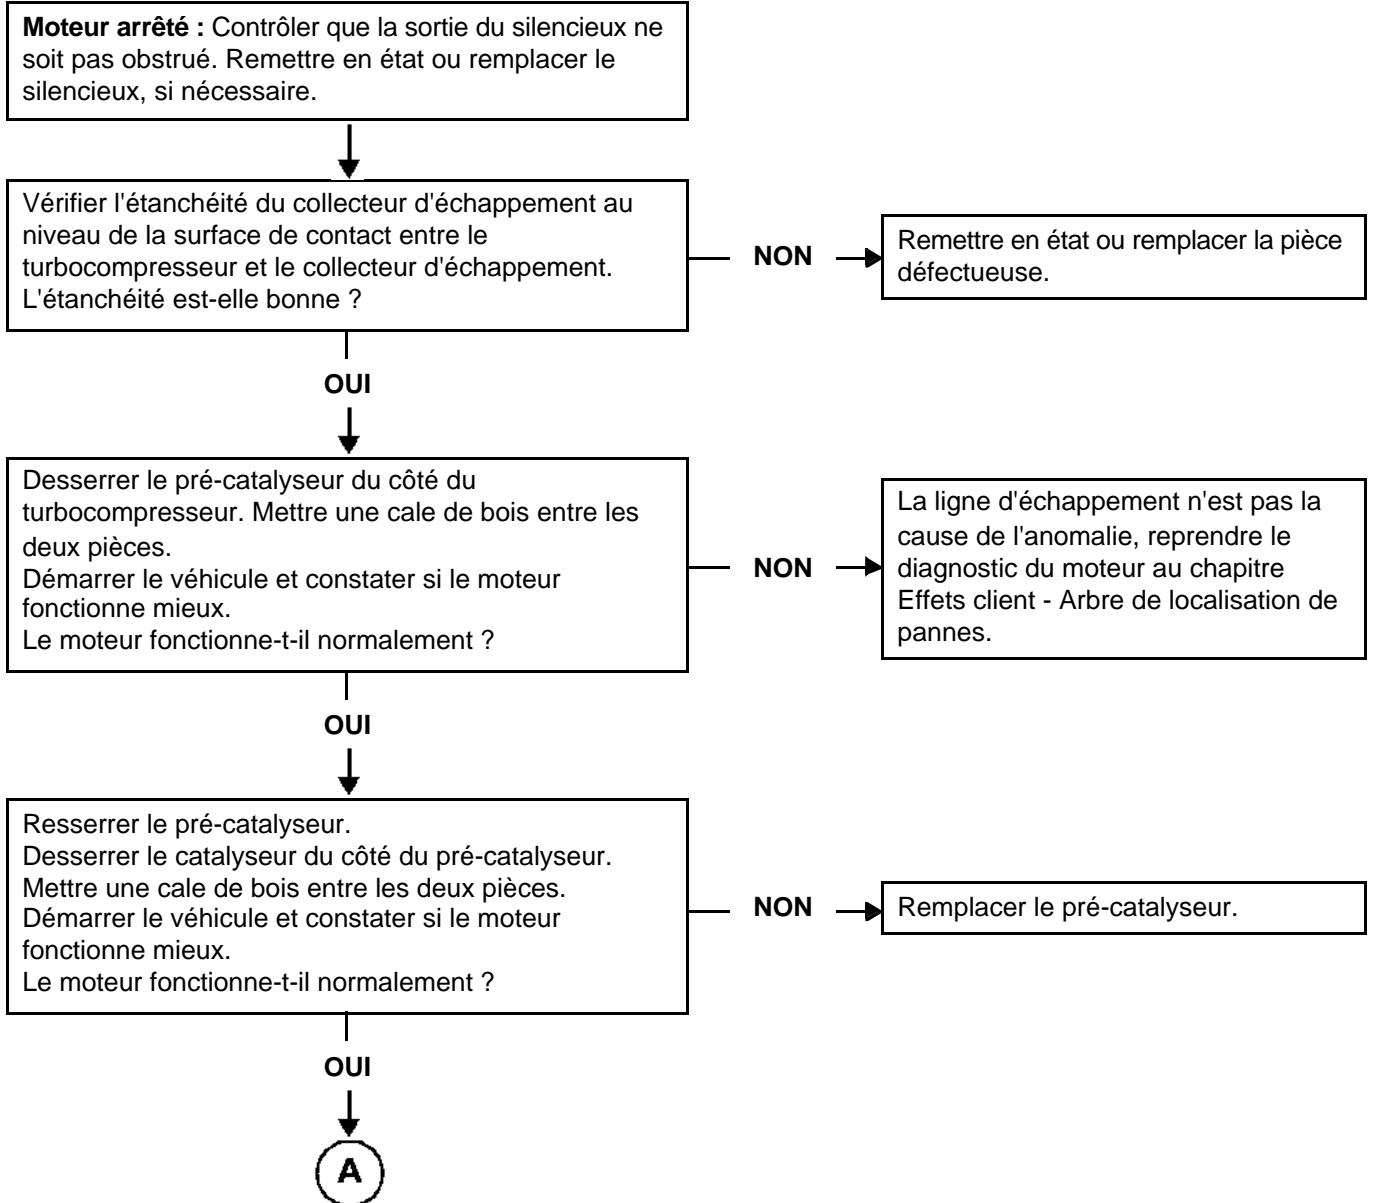 Moteur arrêté : Contrôler que la sortie du silencieux ne
soit pas obstrué. Remettre en état ou remplacer le
silencieux, si nécessaire.
Vérifier l'étanchéité du collecteur d'échappement au
niveau de la surface de contact entre le
turbocompresseur et le collecteur d'échappement.
L'étanchéité est-elle bonne ?
NON
Remettre en état ou remplacer la pièce
défectueuse.
OUI
Desserrer le pré-catalyseur du côté du
turbocompresseur. Mettre une cale de bois entre les
deux pièces.
Démarrer le véhicule et constater si le moteur
fonctionne mieux.
Le moteur fonctionne-t-il normalement ?
NON
La ligne d'échappement n'est pas la
cause de l'anomalie, reprendre le
diagnostic du moteur au chapitre
Effets client - Arbre de localisation de
pannes.
OUI
Resserrer le pré-catalyseur.
Desserrer le catalyseur du côté du pré-catalyseur.
Mettre une cale de bois entre les deux pièces.
Démarrer le véhicule et constater si le moteur
fonctionne mieux.
Le moteur fonctionne-t-il normalement ?
NON
Remplacer le pré-catalyseur.
OUI
A